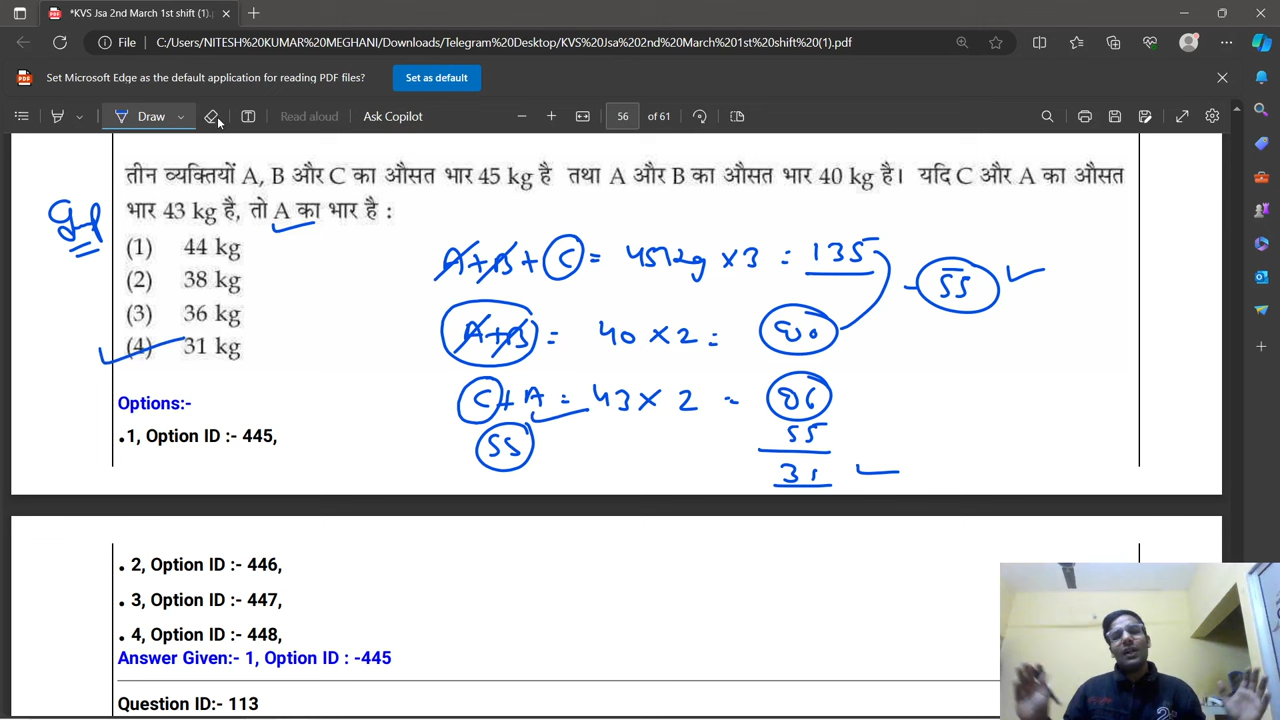 *KVS Jsa 2nd March 1st shift (1).p
File C:/Users/NITESH%20KUMAR%20MEGHANI/Downloads/Telegram%20Desktop/KVS%20Jsa%202nd%20March%201st%20shift%20(1).pdf
Set Microsoft Edge as the default application for reading PDF files? Set as default
Draw Read aloud Ask Copilot 56 of 61
तीन व्यक्तियों A, B और C का औसत भार 45 kg है तथा A और B का औसत भार 40 kg है। यदि C और A का औसत
भार 43 kg है, तो A का भार है :
(1) 44 kg
(2) 38 kg
(3) 36 kg
(4) 31 kg
A+B+C = 45kg×3 = 135
55
A+B = 40×2 = 80
C+A = 43×2 = 86
55
55
31
Options:-
.1, Option ID :- 445,
. 2, Option ID :- 446,
. 3, Option ID :- 447,
. 4, Option ID :- 448,
Answer Given:- 1, Option ID : -445
Question ID:- 113